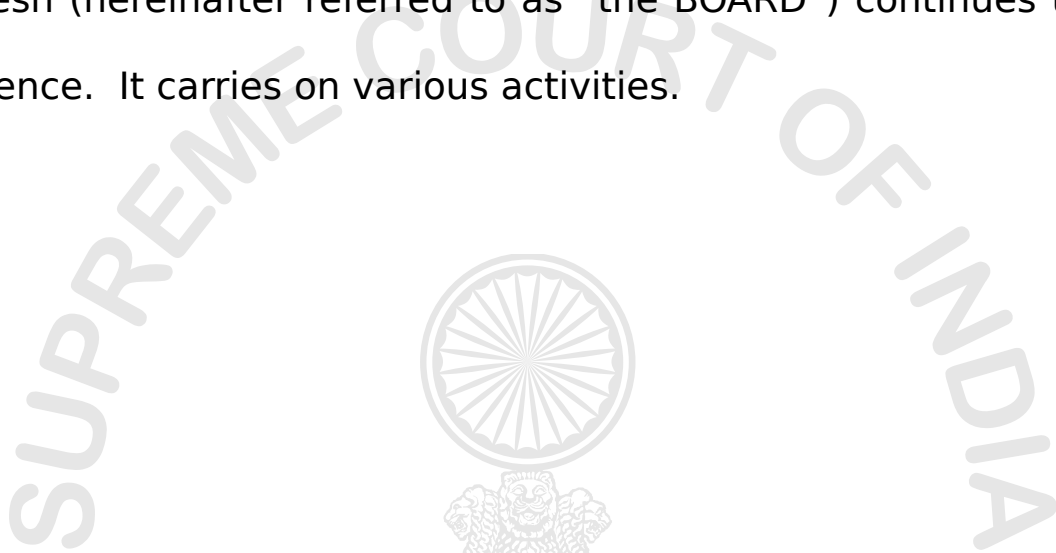 esh (hereinafter referred to as "the BOARD") continues
ence. It carries on various activities.
SUPREME COURT OF INDIA